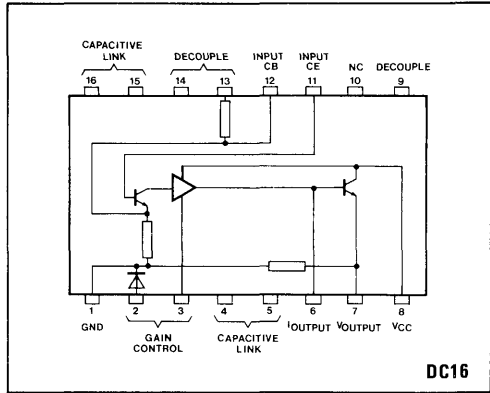 CAPACITIVE LINK
DECOUPLE
INPUT CB
INPUT CE
NC
DECOUPLE
16 15 14 13 12 11 10 9
1 2 3 4 5 6 7 8
GND
GAIN CONTROL
CAPACITIVE LINK
IOUTPUT
VOUTPUT
VCC
DC16